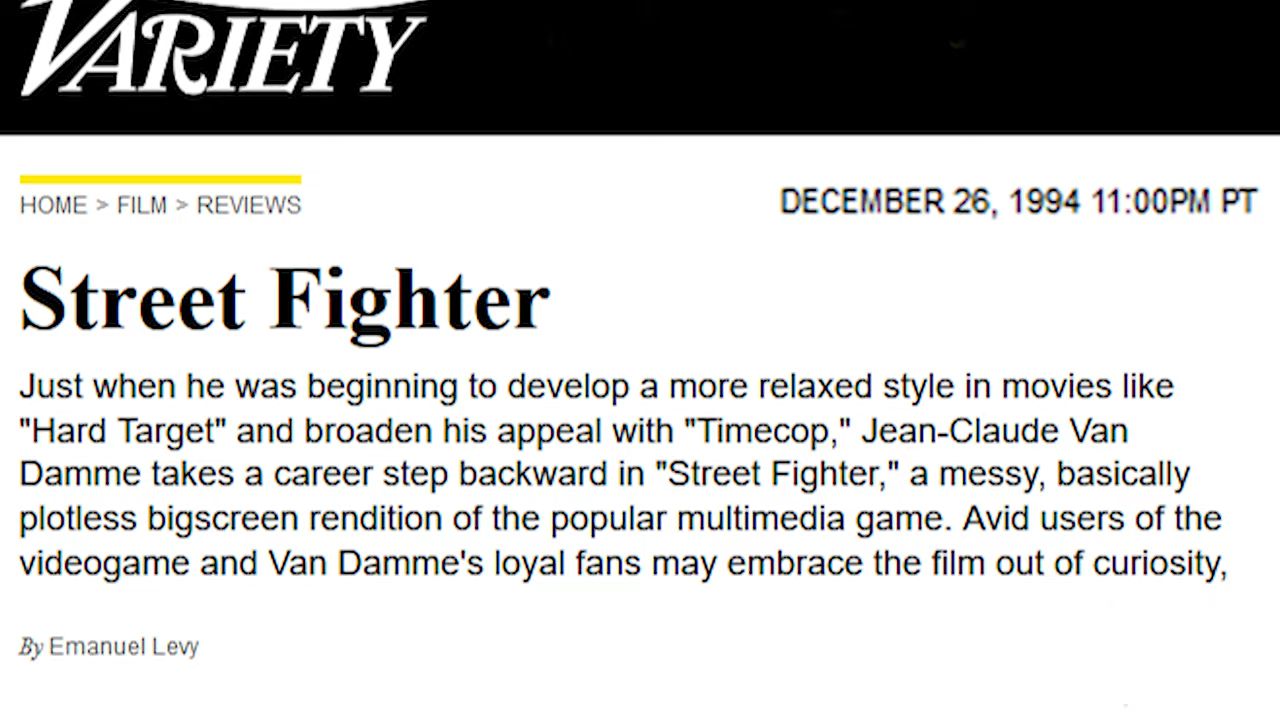 VARIETY
HOME > FILM > REVIEWS
DECEMBER 26, 1994 11:00PM PT
Street Fighter
Just when he was beginning to develop a more relaxed style in movies like
"Hard Target" and broaden his appeal with "Timecop," Jean-Claude Van
Damme takes a career step backward in "Street Fighter," a messy, basically
plotless bigscreen rendition of the popular multimedia game. Avid users of the
videogame and Van Damme's loyal fans may embrace the film out of curiosity,
By Emanuel Levy